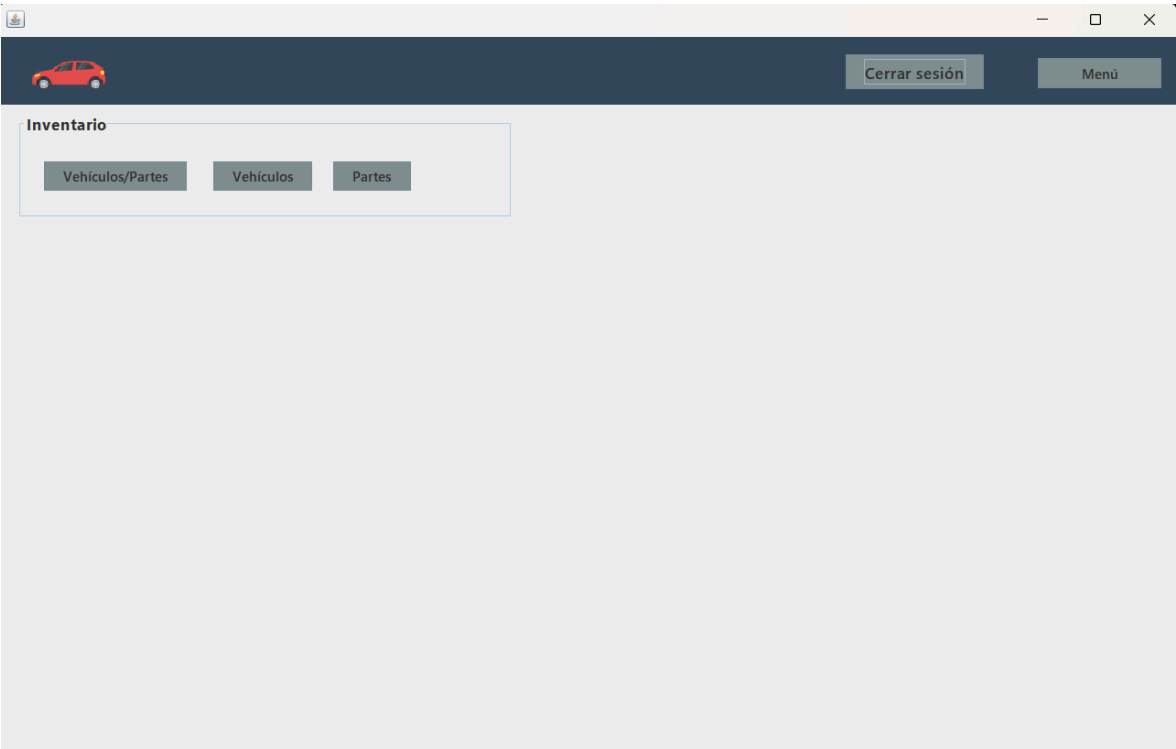 Cerrar sesión
Menú
Inventario
Vehículos/Partes
Vehículos
Partes